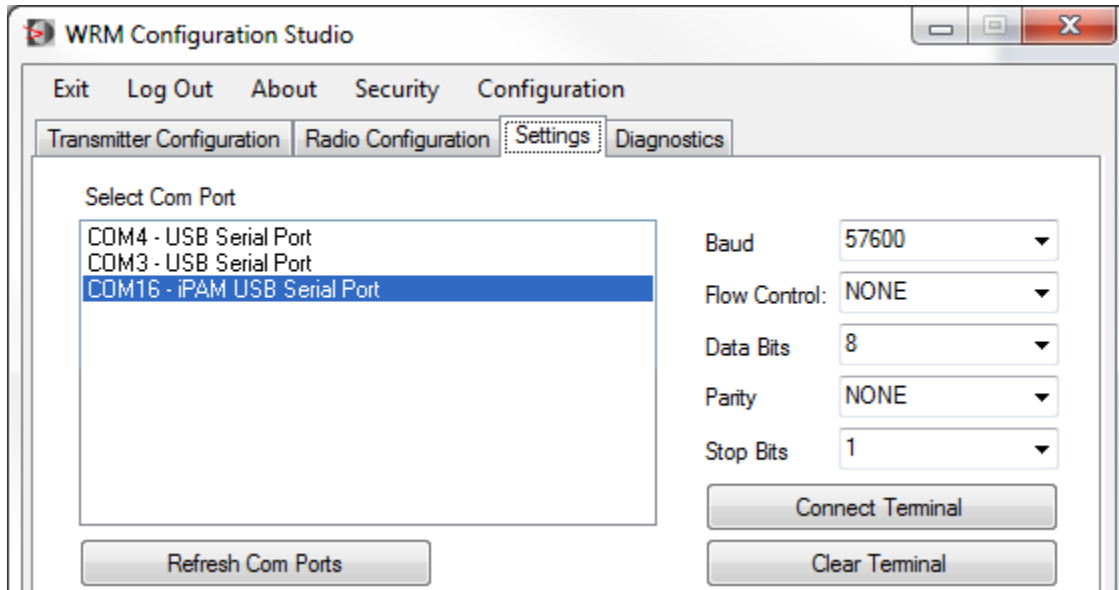 WRM Configuration Studio
Exit Log Out About Security Configuration
Transmitter Configuration Radio Configuration Settings Diagnostics
Select Com Port
COM4 - USB Serial Port
COM3 - USB Serial Port
COM16 - iPAM USB Serial Port
Baud 57600
Flow Control: NONE
Data Bits 8
Parity NONE
Stop Bits 1
Connect Terminal
Refresh Com Ports Clear Terminal